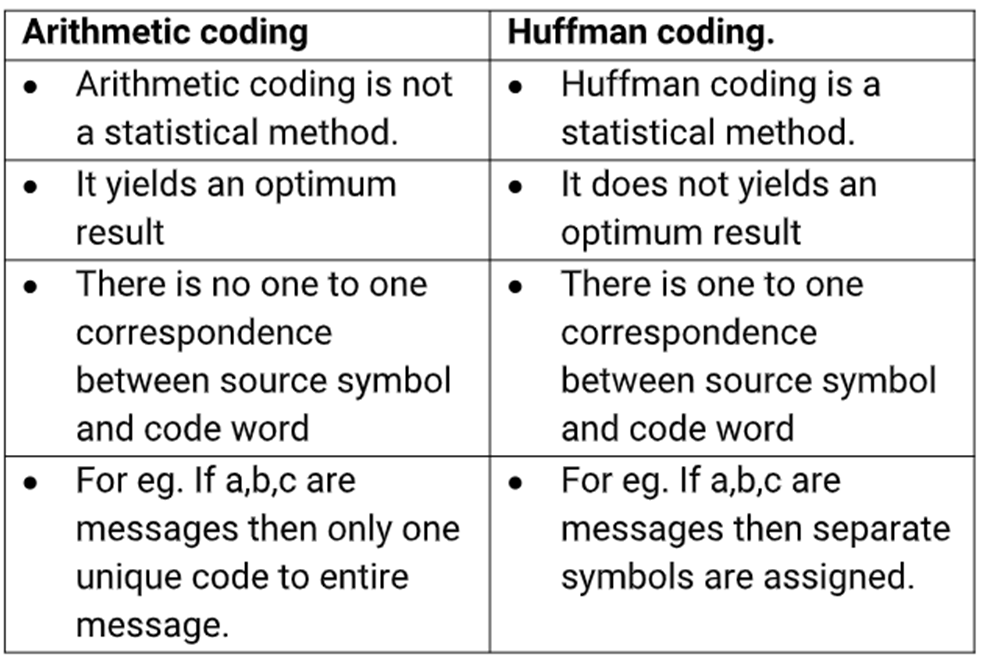 Arithmetic coding
Huffman coding.
• Arithmetic coding is not
a statistical method.
• Huffman coding is a
statistical method.
• It yields an optimum
result
• It does not yields an
optimum result
• There is no one to one
correspondence
between source symbol
and code word
• There is one to one
correspondence
between source symbol
and code word
• For eg. If a,b,c are
messages then only one
unique code to entire
message.
• For eg. If a,b,c are
messages then separate
symbols are assigned.